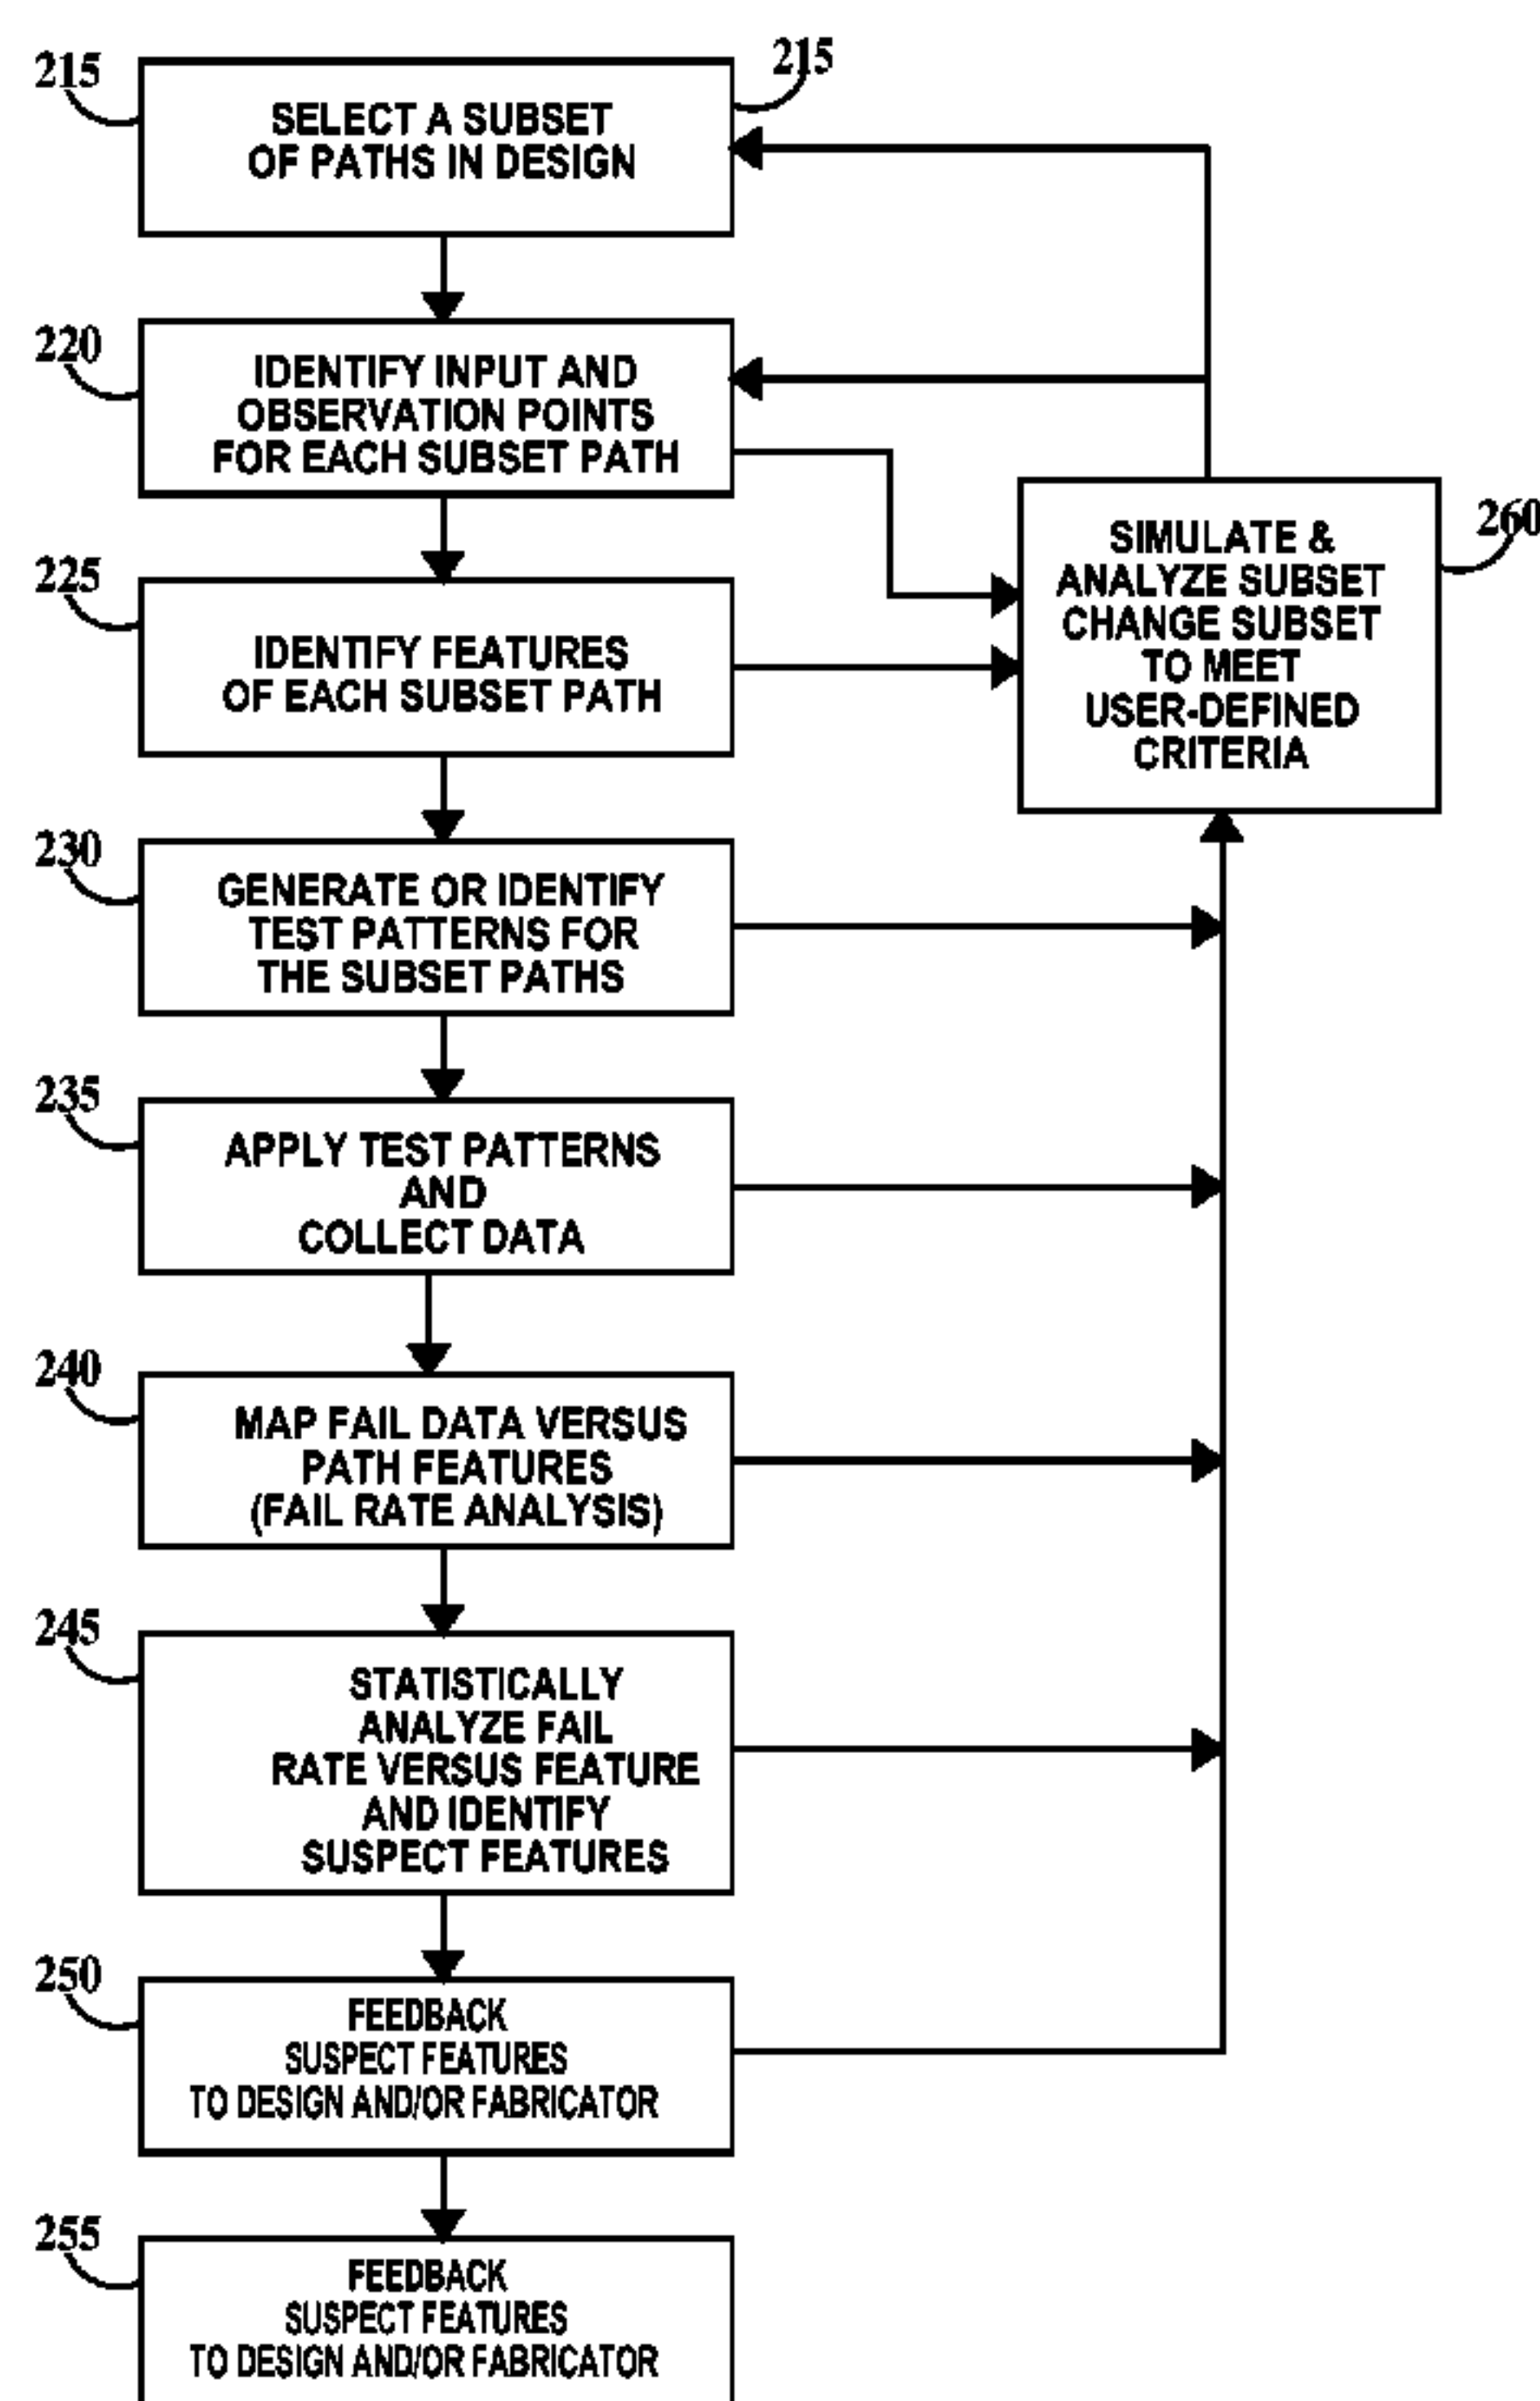 215
215
SELECT A SUBSET
OF PATHS IN DESIGN
220
IDENTIFY INPUT AND
OBSERVATION POINTS
FOR EACH SUBSET PATH
260
SIMULATE &
ANALYZE SUBSET
CHANGE SUBSET
TO MEET
USER-DEFINED
CRITERIA
225
IDENTIFY FEATURES
OF EACH SUBSET PATH
230
GENERATE OR IDENTIFY
TEST PATTERNS FOR
THE SUBSET PATHS
235
APPLY TEST PATTERNS
AND
COLLECT DATA
240
MAP FAIL DATA VERSUS
PATH FEATURES
(FAIL RATE ANALYSIS)
245
STATISTICALLY
ANALYZE FAIL
RATE VERSUS FEATURE
AND IDENTIFY
SUSPECT FEATURES
250
FEEDBACK
SUSPECT FEATURES
TO DESIGN AND/OR FABRICATOR
255
FEEDBACK
SUSPECT FEATURES
TO DESIGN AND/OR FABRICATOR